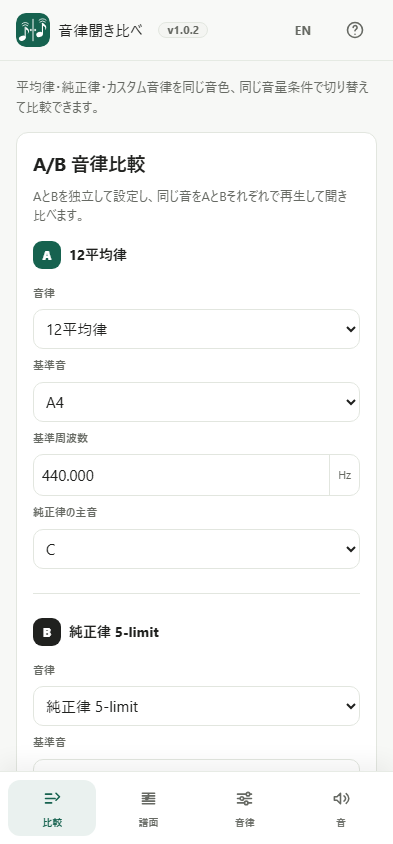 音律聞き比べ v1.0.2 EN
平均律・純正律・カスタム音律を同じ音色、同じ音量条件で切り替え
て比較できます。
A/B 音律比較
AとBを独立して設定し、同じ音をAとBそれぞれで再生して聞き
比べます。
A 12平均律
音律
12平均律
基準音
A4
基準周波数
440.000 Hz
純正律の主音
C
B 純正律 5-limit
音律
純正律 5-limit
基準音
比較 譜面 音律 音